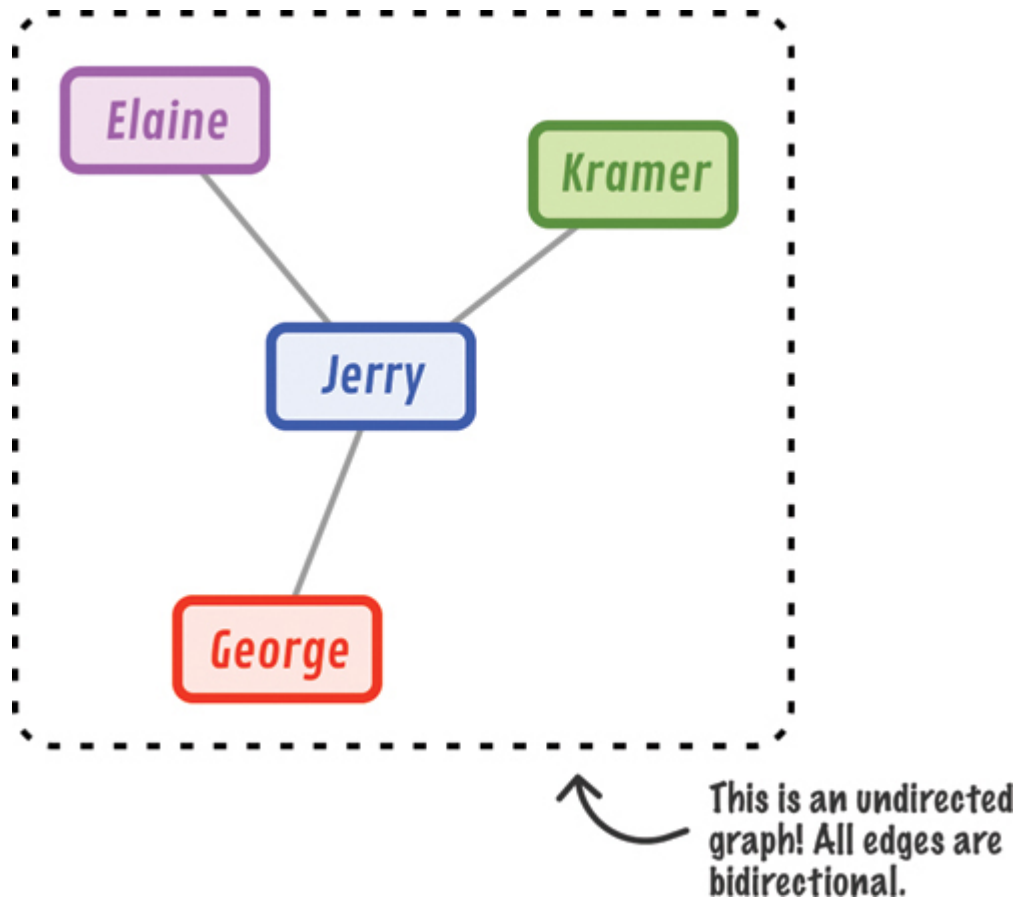 Elaine
Kramer
Jerry
George
This is an undirected
graph! All edges are
bidirectional.